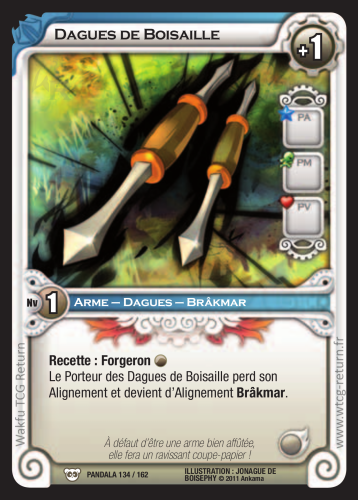 Dagues de Boisaille
+1
PA
PM
PV
Nv 1 Arme – Dagues – Brâkmar
Recette : Forgeron
Le Porteur des Dagues de Boisaille perd son
Alignement et devient d'Alignement Brâkmar.
À défaut d'être une arme bien affûtée,
elle fera un ravissant coupe-papier !
PANDALA 134 / 162
ILLUSTRATION : JONAGUE DE
BOISEPHY © 2011 Ankama
Wakfu TCG Return
www.wtcg-return.fr